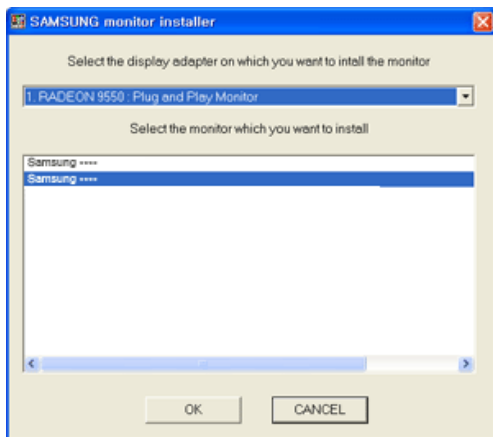 SAMSUNG monitor installer
Select the display adapter on which you want to intall the monitor
1. RADEON 9550 : Plug and Play Monitor
Select the monitor which you want to install
Samsung ----
Samsung ----
OK
CANCEL